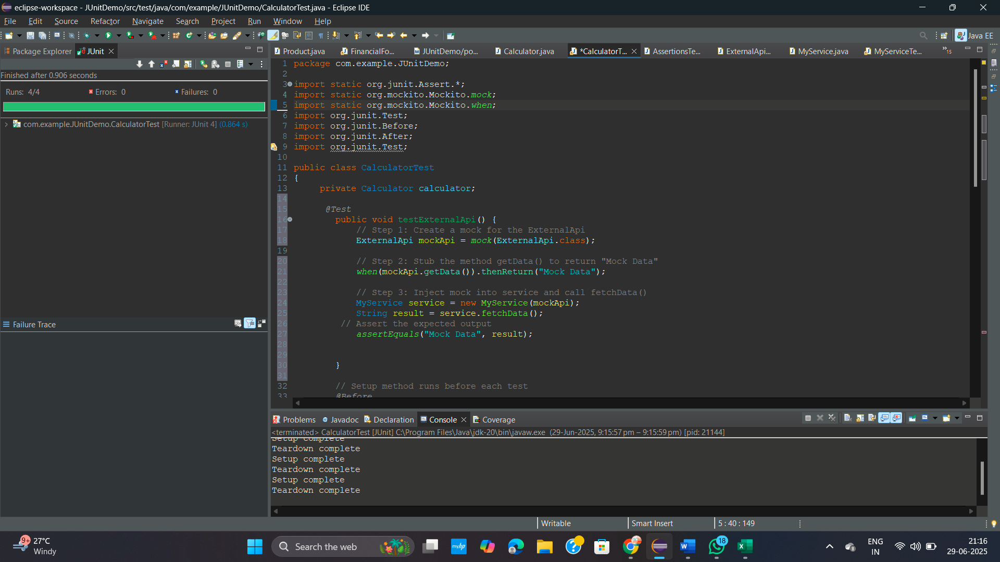 eclipse-workspace - JUnitDemo/src/test/java/com/example/JUnitDemo/CalculatorTest.java - Eclipse IDE
File Edit Source Refactor Navigate Search Project Run Window Help
Java EE
Package Explorer JUnit
Finished after 0.906 seconds
Runs: 4/4 Errors: 0 Failures: 0
com.example.JUnitDemo.CalculatorTest [Runner: JUnit 4] (0.864 s)
Failure Trace
Product.java FinancialFo... JUnitDemo/po... Calculator.java *CalculatorT... AssertionsTe... ExternalApi... MyService.java MyServiceTe... »15
1 package com.example.JUnitDemo;
2
3 import static org.junit.Assert.*;
4 import static org.mockito.Mockito.mock;
5 import static org.mockito.Mockito.when;
6 import org.junit.Test;
7 import org.junit.Before;
8 import org.junit.After;
9 import org.junit.Test;
10
11 public class CalculatorTest
12 {
13 private Calculator calculator;
14
15 @Test
16 public void testExternalApi() {
17 // Step 1: Create a mock for the ExternalApi
18 ExternalApi mockApi = mock(ExternalApi.class);
19
20 // Step 2: Stub the method getData() to return "Mock Data"
21 when(mockApi.getData()).thenReturn("Mock Data");
22
23 // Step 3: Inject mock into service and call fetchData()
24 MyService service = new MyService(mockApi);
25 String result = service.fetchData();
26 // Assert the expected output
27 assertEquals("Mock Data", result);
28
29
30 }
31
32 // Setup method runs before each test
33 @Before
Problems Javadoc Declaration Console Coverage
<terminated> CalculatorTest [JUnit] C:\Program Files\Java\jdk-20\bin\javaw.exe (29-Jun-2025, 9:15:57 pm – 9:15:59 pm) [pid: 21144]
Setup complete
Teardown complete
Setup complete
Teardown complete
Setup complete
Teardown complete
Writable Smart Insert 5 : 40 : 149
9+ 27°C
Windy
Search the web
myhp
18
ENG
IN
21:16
29-06-2025